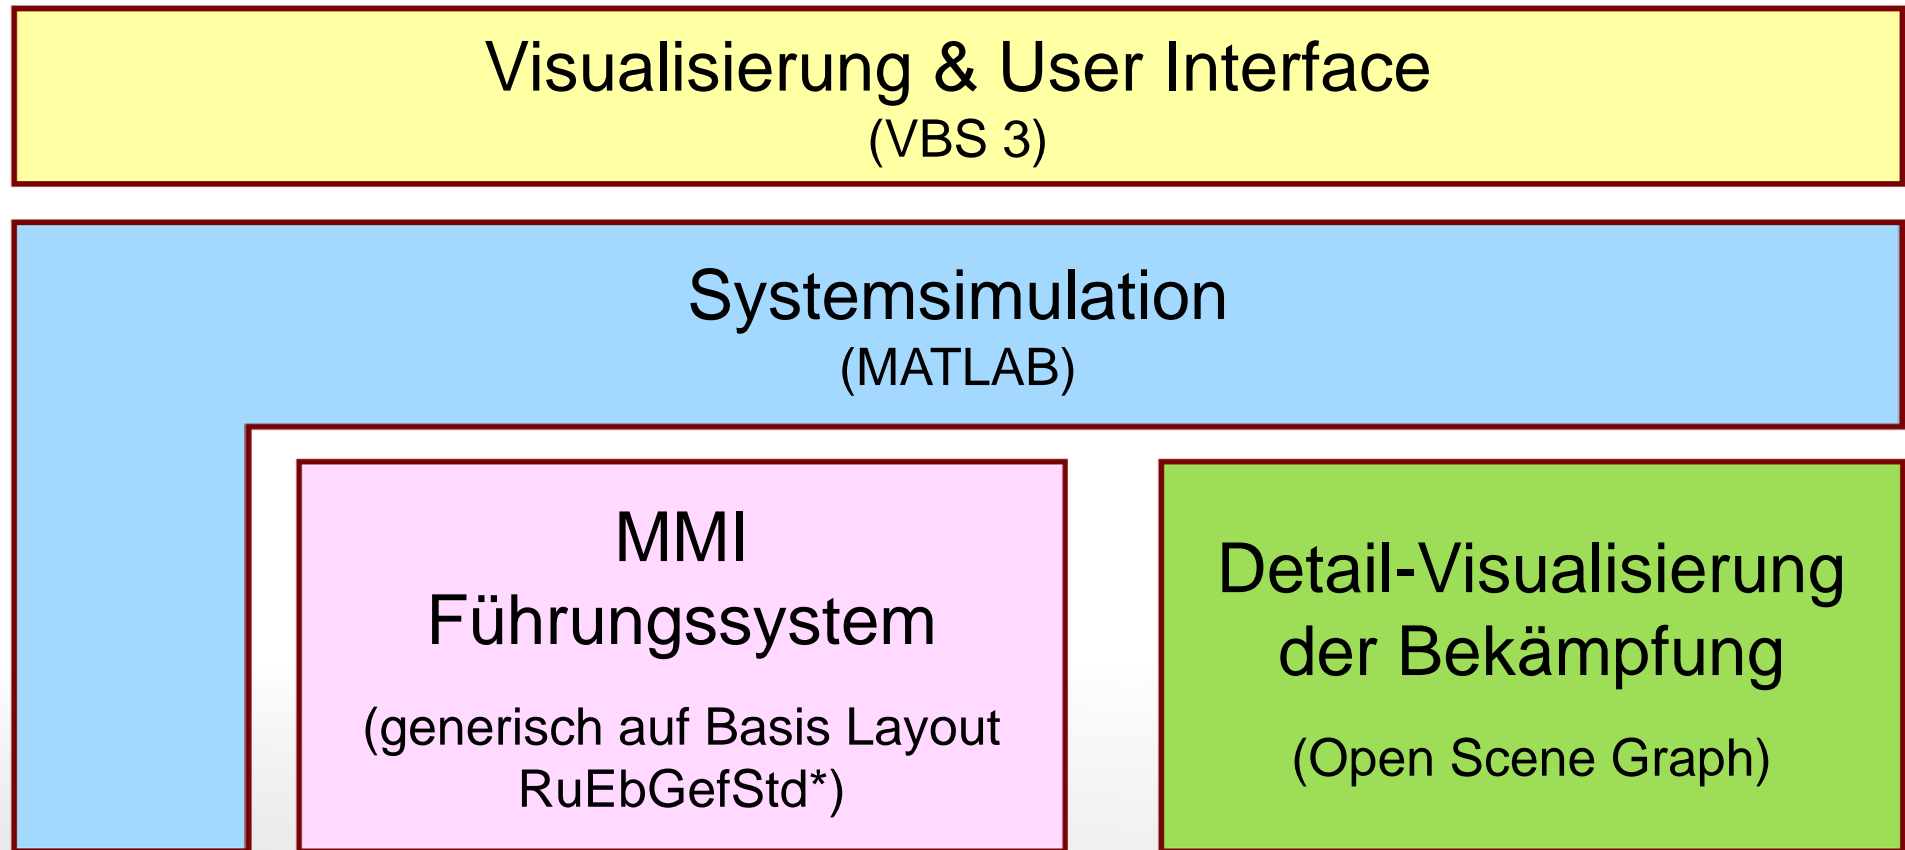 Visualisierung & User Interface
(VBS 3)
Systemsimulation
(MATLAB)
MMI
Führungssystem
(generisch auf Basis Layout
RuEbGefStd*)
Detail-Visualisierung
der Bekämpfung
(Open Scene Graph)